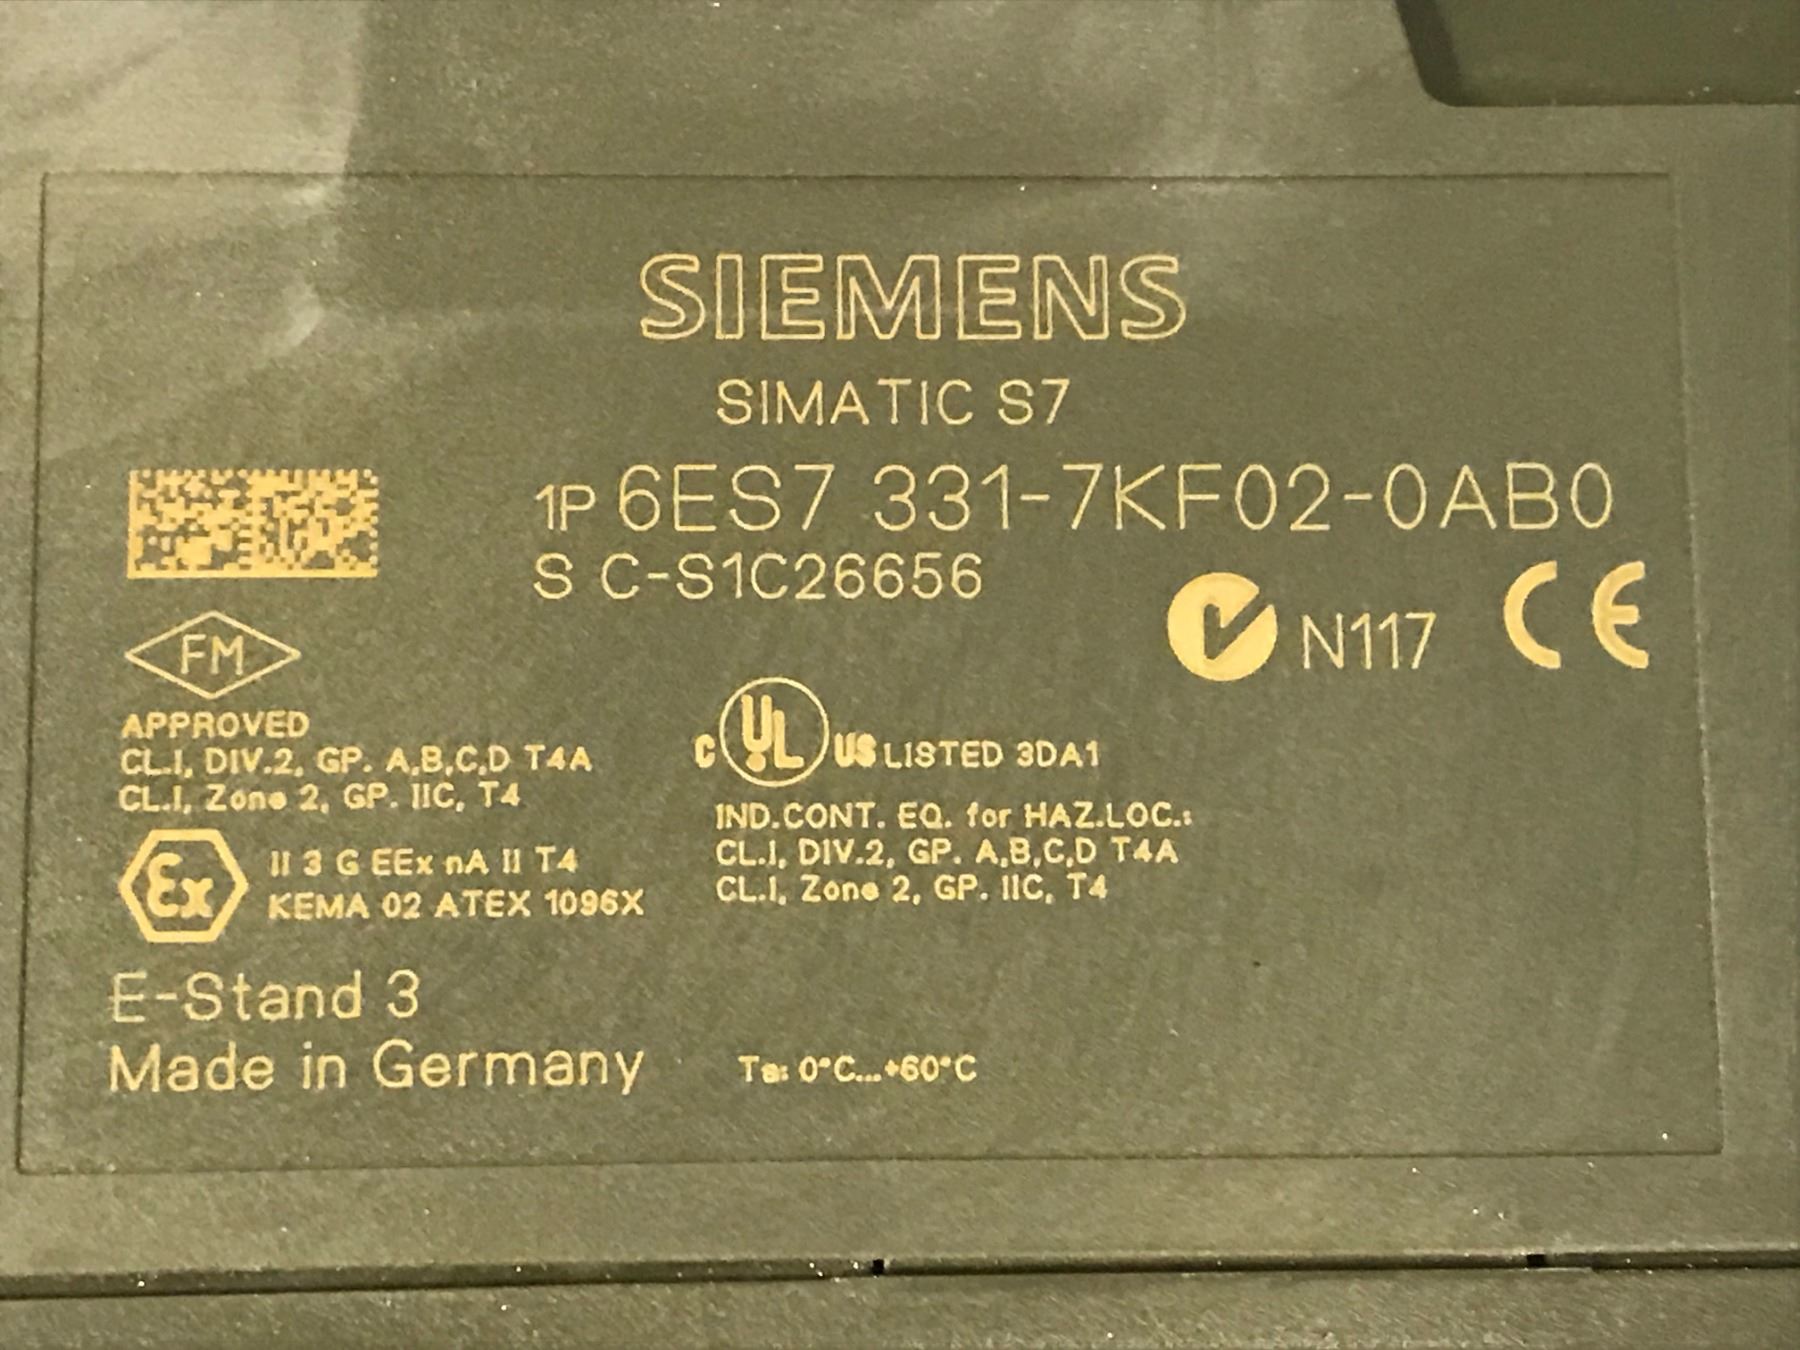 SIEMENS
SIMATIC S7
1P 6ES7 331-7KF02-0AB0
S C-S1C26656
N117 CE
FM
APPROVED
CL.I, DIV.2, GP. A,B,C,D T4A
CL.I, Zone 2, GP. IIC, T4
C UL US LISTED 3DA1
IND.CONT. EQ. for HAZ.LOC.:
CL.I, DIV.2, GP. A,B,C,D T4A
CL.I, Zone 2, GP. IIC, T4
Ex
II 3 G EEx nA II T4
KEMA 02 ATEX 1096X
E-Stand 3
Made in Germany
Ta: 0°C...+60°C